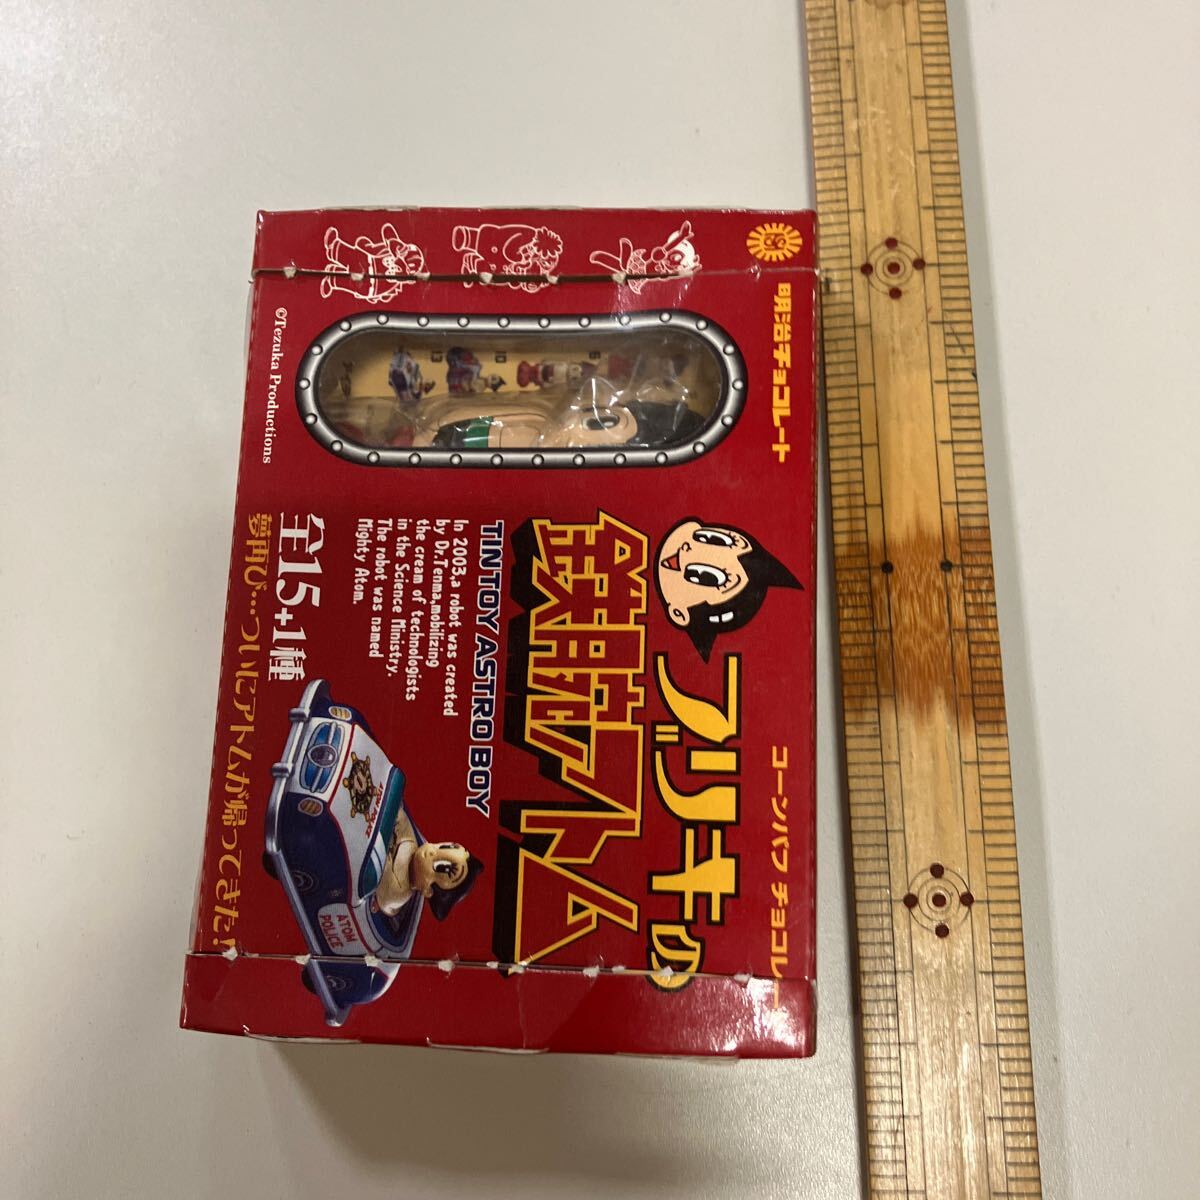 明治チョコレート
コーンパフ チョコレート
ブリキの
鉄腕アトム
TIN TOY ASTRO BOY
In 2003,a robot was created
by Dr.Tenma,mobilizing
the cream of technologists
in the Science Ministry.
The robot was named
Mighty Atom.
全15+1種
夢再び…ついにアトムが帰ってきた!
©Tezuka Productions
ATOM
POLICE
10
13